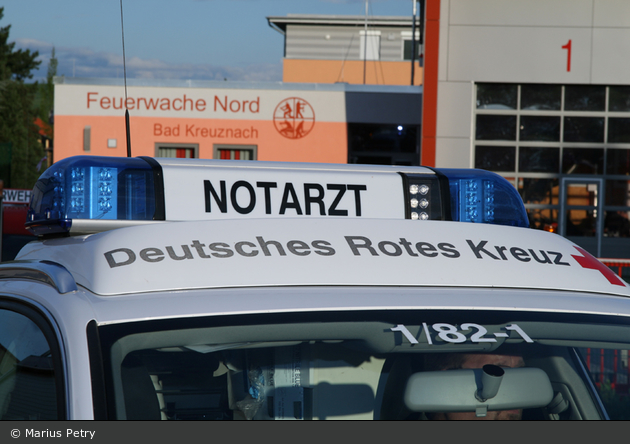 Feuerwache Nord
Bad Kreuznach
1
NOTARZT
Deutsches Rotes Kreuz
1/82-1
© Marius Petry